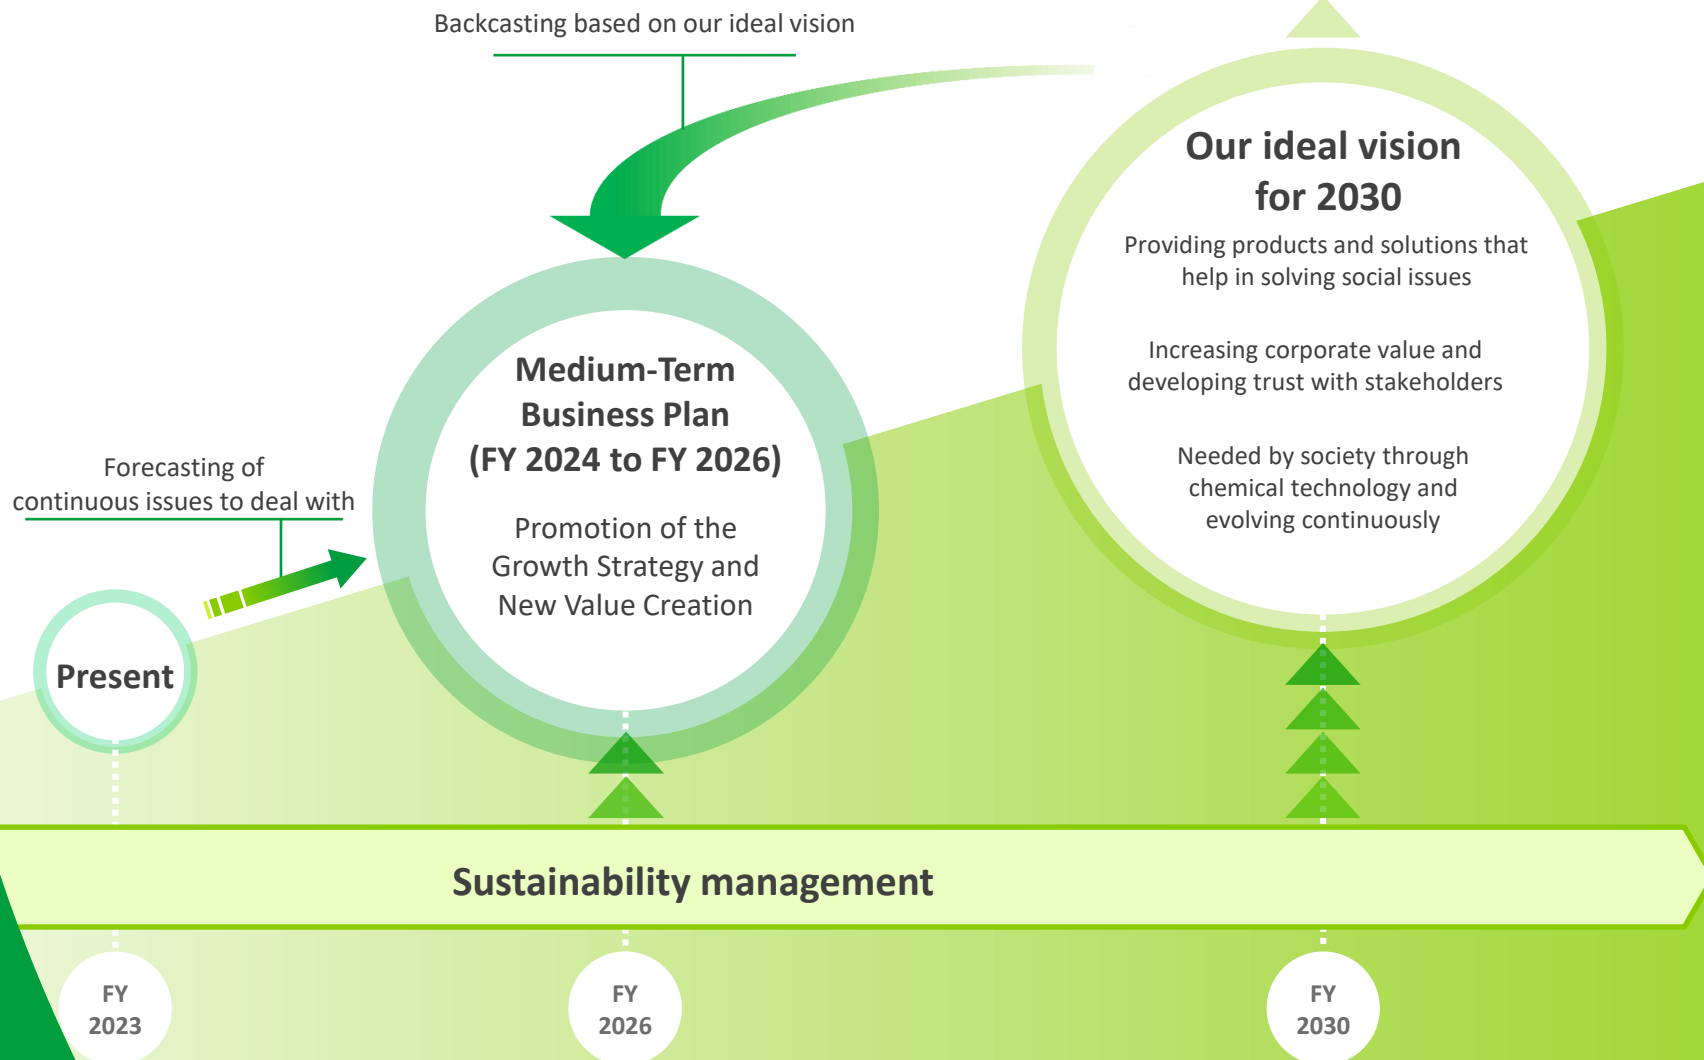 Backcasting based on our ideal vision
Our ideal vision
for 2030
Providing products and solutions that
help in solving social issues
Increasing corporate value and
developing trust with stakeholders
Needed by society through
chemical technology and
evolving continuously
Medium-Term
Business Plan
(FY 2024 to FY 2026)
Promotion of the
Growth Strategy and
New Value Creation
Forecasting of
continuous issues to deal with
Present
Sustainability management
FY
2023
FY
2026
FY
2030